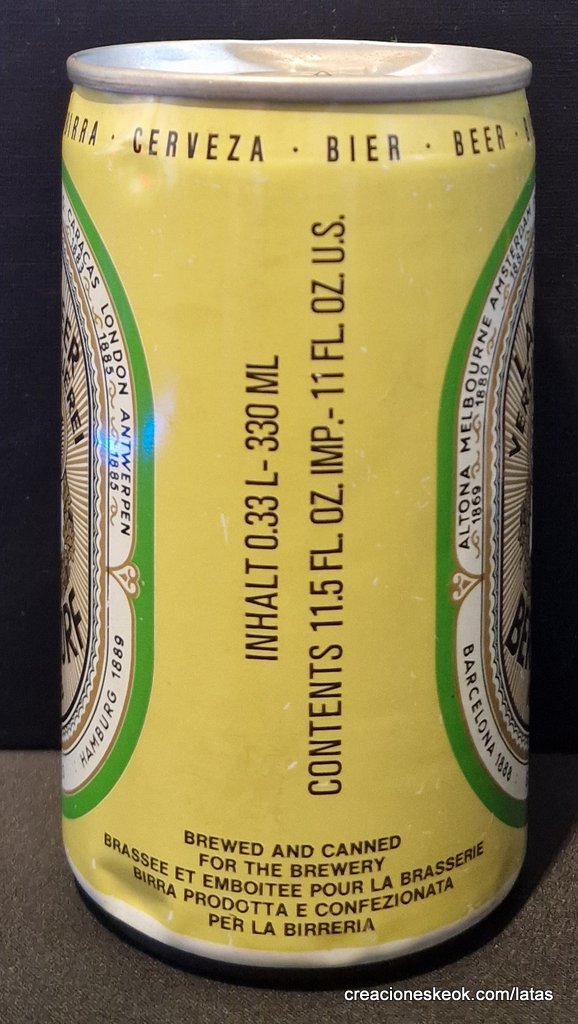 BIRRA · CERVEZA · BIER · BEER ·
CARACAS LONDON ANTWERPEN
1885 1885
HAMBURG 1889
INHALT 0.33 L- 330 ML
CONTENTS 11.5 FL. OZ. IMP.- 11 FL. OZ. U.S.
ALTONA MELBOURNE AMSTERDAM
1869 1880
BARCELONA 1888
BREWED AND CANNED
FOR THE BREWERY
BRASSEE ET EMBOITEE POUR LA BRASSERIE
BIRRA PRODOTTA E CONFEZIONATA
PER LA BIRRERIA
creacioneskeok.com/latas